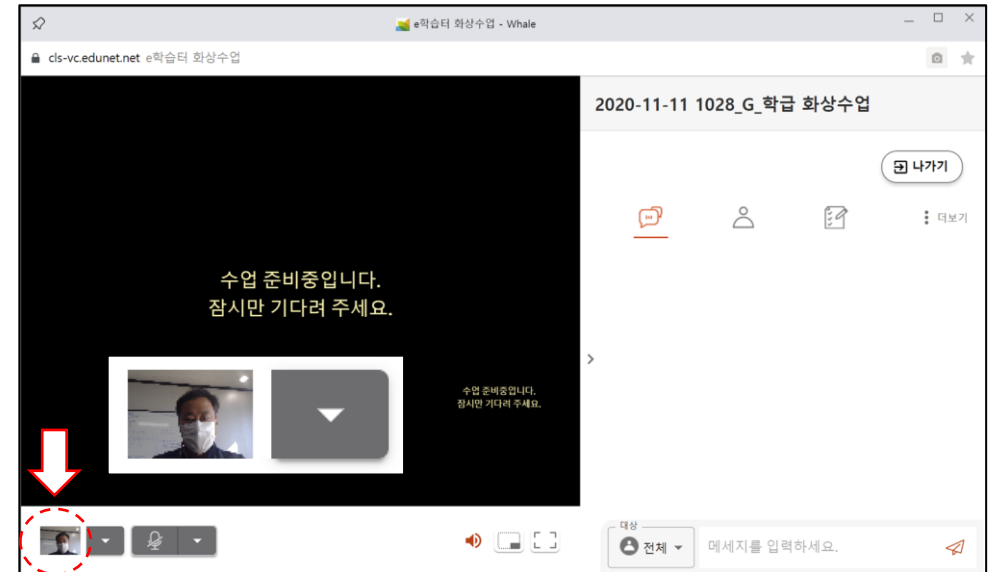 e학습터 화상수업 - Whale
cls-vc.edunet.net e학습터 화상수업
2020-11-11 1028_G_학급 화상수업
나가기
더보기
수업 준비중입니다.
잠시만 기다려 주세요.
수업 준비중입니다.
잠시만 기다려 주세요.
대상
전체
메세지를 입력하세요.